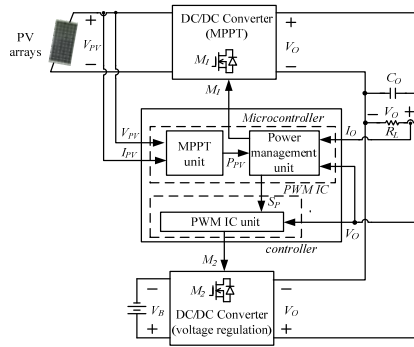 PV
arrays
+
V_PV
−
DC/DC Converter
(MPPT)
M_I
+
V_O
−
C_O
− V_O +
R_L
M_I
Microcontroller
I_O
V_PV
I_PV
MPPT
unit
P_PV
Power
management
unit
PWM IC
S_P
PWM IC unit
V_O
controller
M_2
V_B
−
+
M_2
DC/DC Converter
(voltage regulation)
−
V_O
+